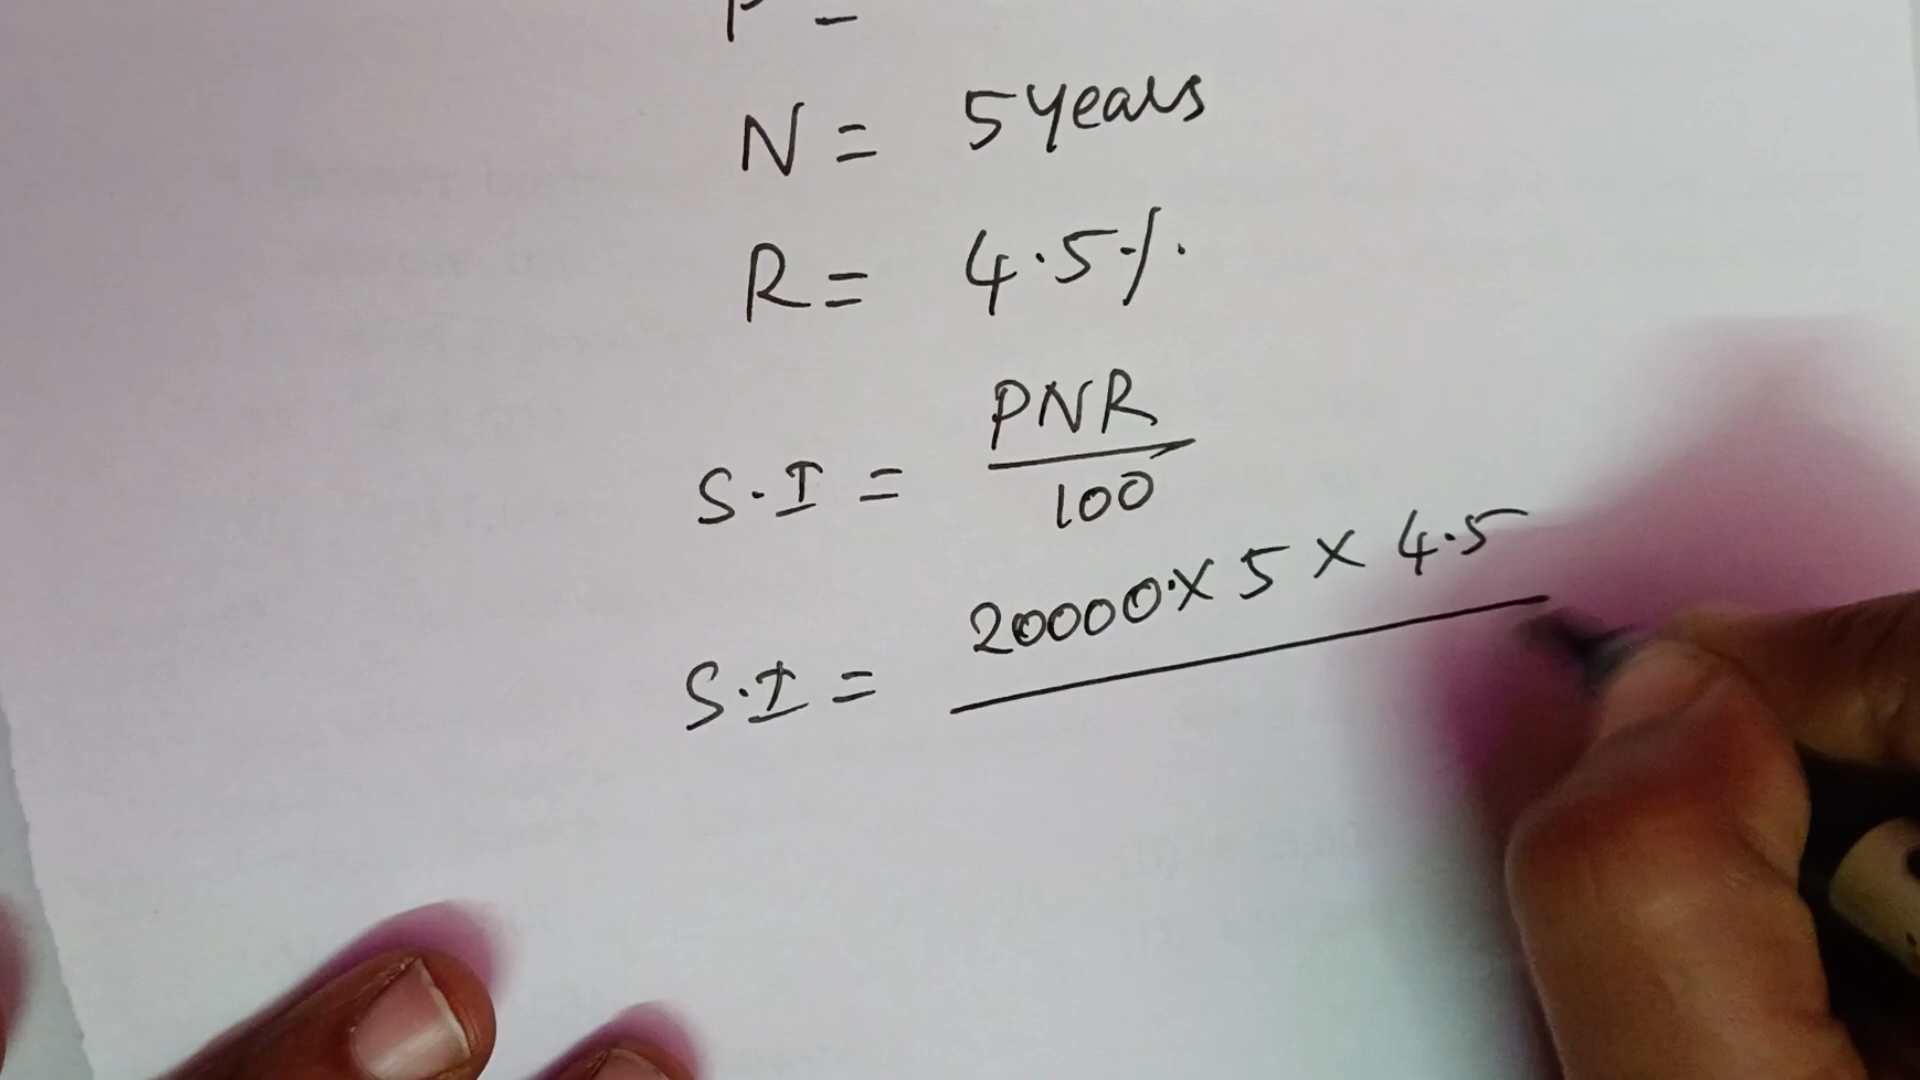 P =
N = 5 years
R = 4.5%
S.I = PNR
100
S.I = 20000 X 5 X 4.5